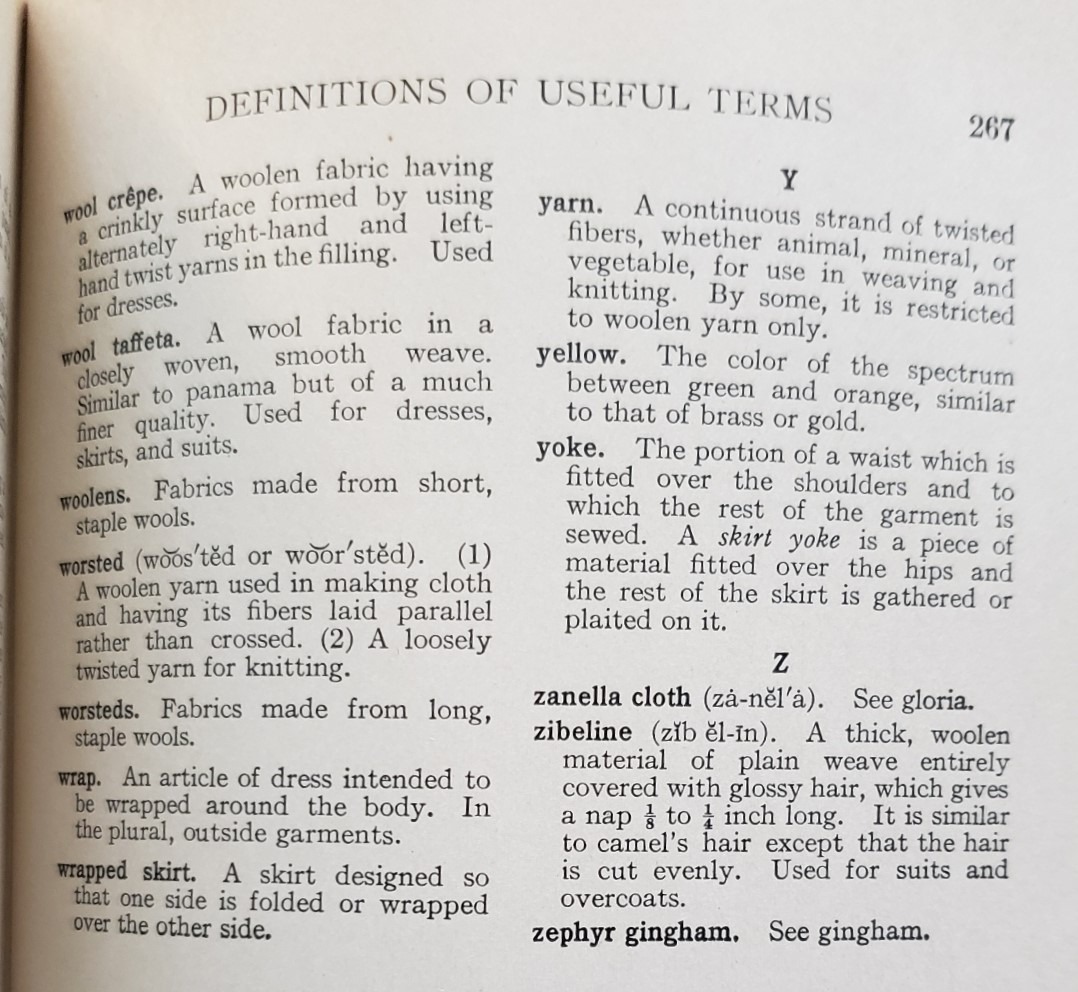 DEFINITIONS OF USEFUL TERMS
267
wool crêpe. A woolen fabric having
a crinkly surface formed by using
alternately right-hand and left-
hand twist yarns in the filling. Used
for dresses.
wool taffeta. A wool fabric in a
closely woven, smooth weave.
Similar to panama but of a much
finer quality. Used for dresses,
skirts, and suits.
woolens. Fabrics made from short,
staple wools.
worsted (wo͝os′tĕd or wo͝or′stĕd). (1)
A woolen yarn used in making cloth
and having its fibers laid parallel
rather than crossed. (2) A loosely
twisted yarn for knitting.
worsteds. Fabrics made from long,
staple wools.
wrap. An article of dress intended to
be wrapped around the body. In
the plural, outside garments.
wrapped skirt. A skirt designed so
that one side is folded or wrapped
over the other side.
Y
yarn. A continuous strand of twisted
fibers, whether animal, mineral, or
vegetable, for use in weaving and
knitting. By some, it is restricted
to woolen yarn only.
yellow. The color of the spectrum
between green and orange, similar
to that of brass or gold.
yoke. The portion of a waist which is
fitted over the shoulders and to
which the rest of the garment is
sewed. A skirt yoke is a piece of
material fitted over the hips and
the rest of the skirt is gathered or
plaited on it.
Z
zanella cloth (zȧ-nĕl′ȧ). See gloria.
zibeline (zĭb ĕl-īn). A thick, woolen
material of plain weave entirely
covered with glossy hair, which gives
a nap ⅛ to ¼ inch long. It is similar
to camel's hair except that the hair
is cut evenly. Used for suits and
overcoats.
zephyr gingham. See gingham.